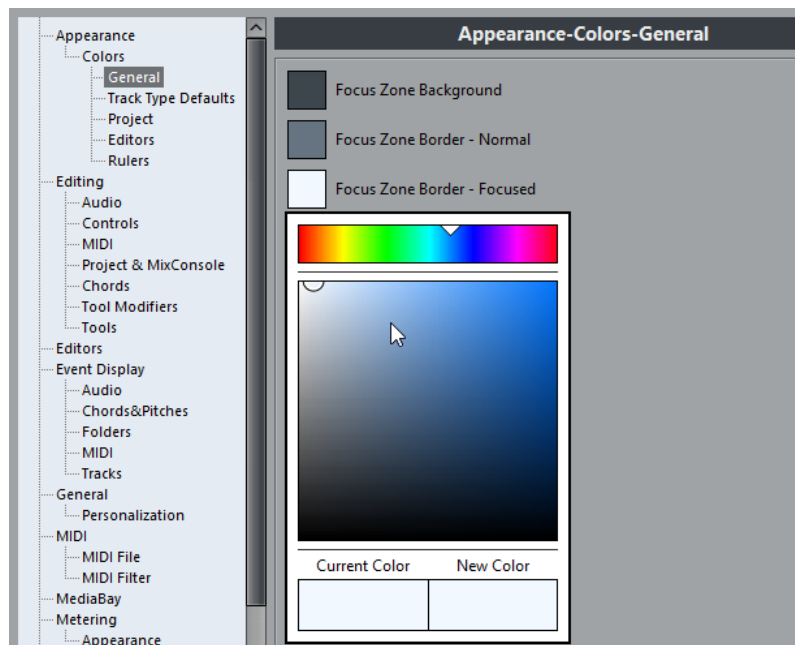 Appearance
Colors
General
Track Type Defaults
Project
Editors
Rulers
Editing
Audio
Controls
MIDI
Project & MixConsole
Chords
Tool Modifiers
Tools
Editors
Event Display
Audio
Chords&Pitches
Folders
MIDI
Tracks
General
Personalization
MIDI
MIDI File
MIDI Filter
MediaBay
Metering
Appearance
Appearance-Colors-General
Focus Zone Background
Focus Zone Border - Normal
Focus Zone Border - Focused
Current Color New Color